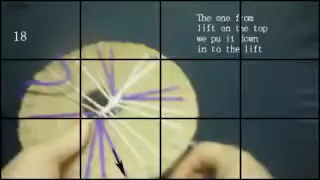 18
The one from
lift on the top
we pu it down
in to the lift